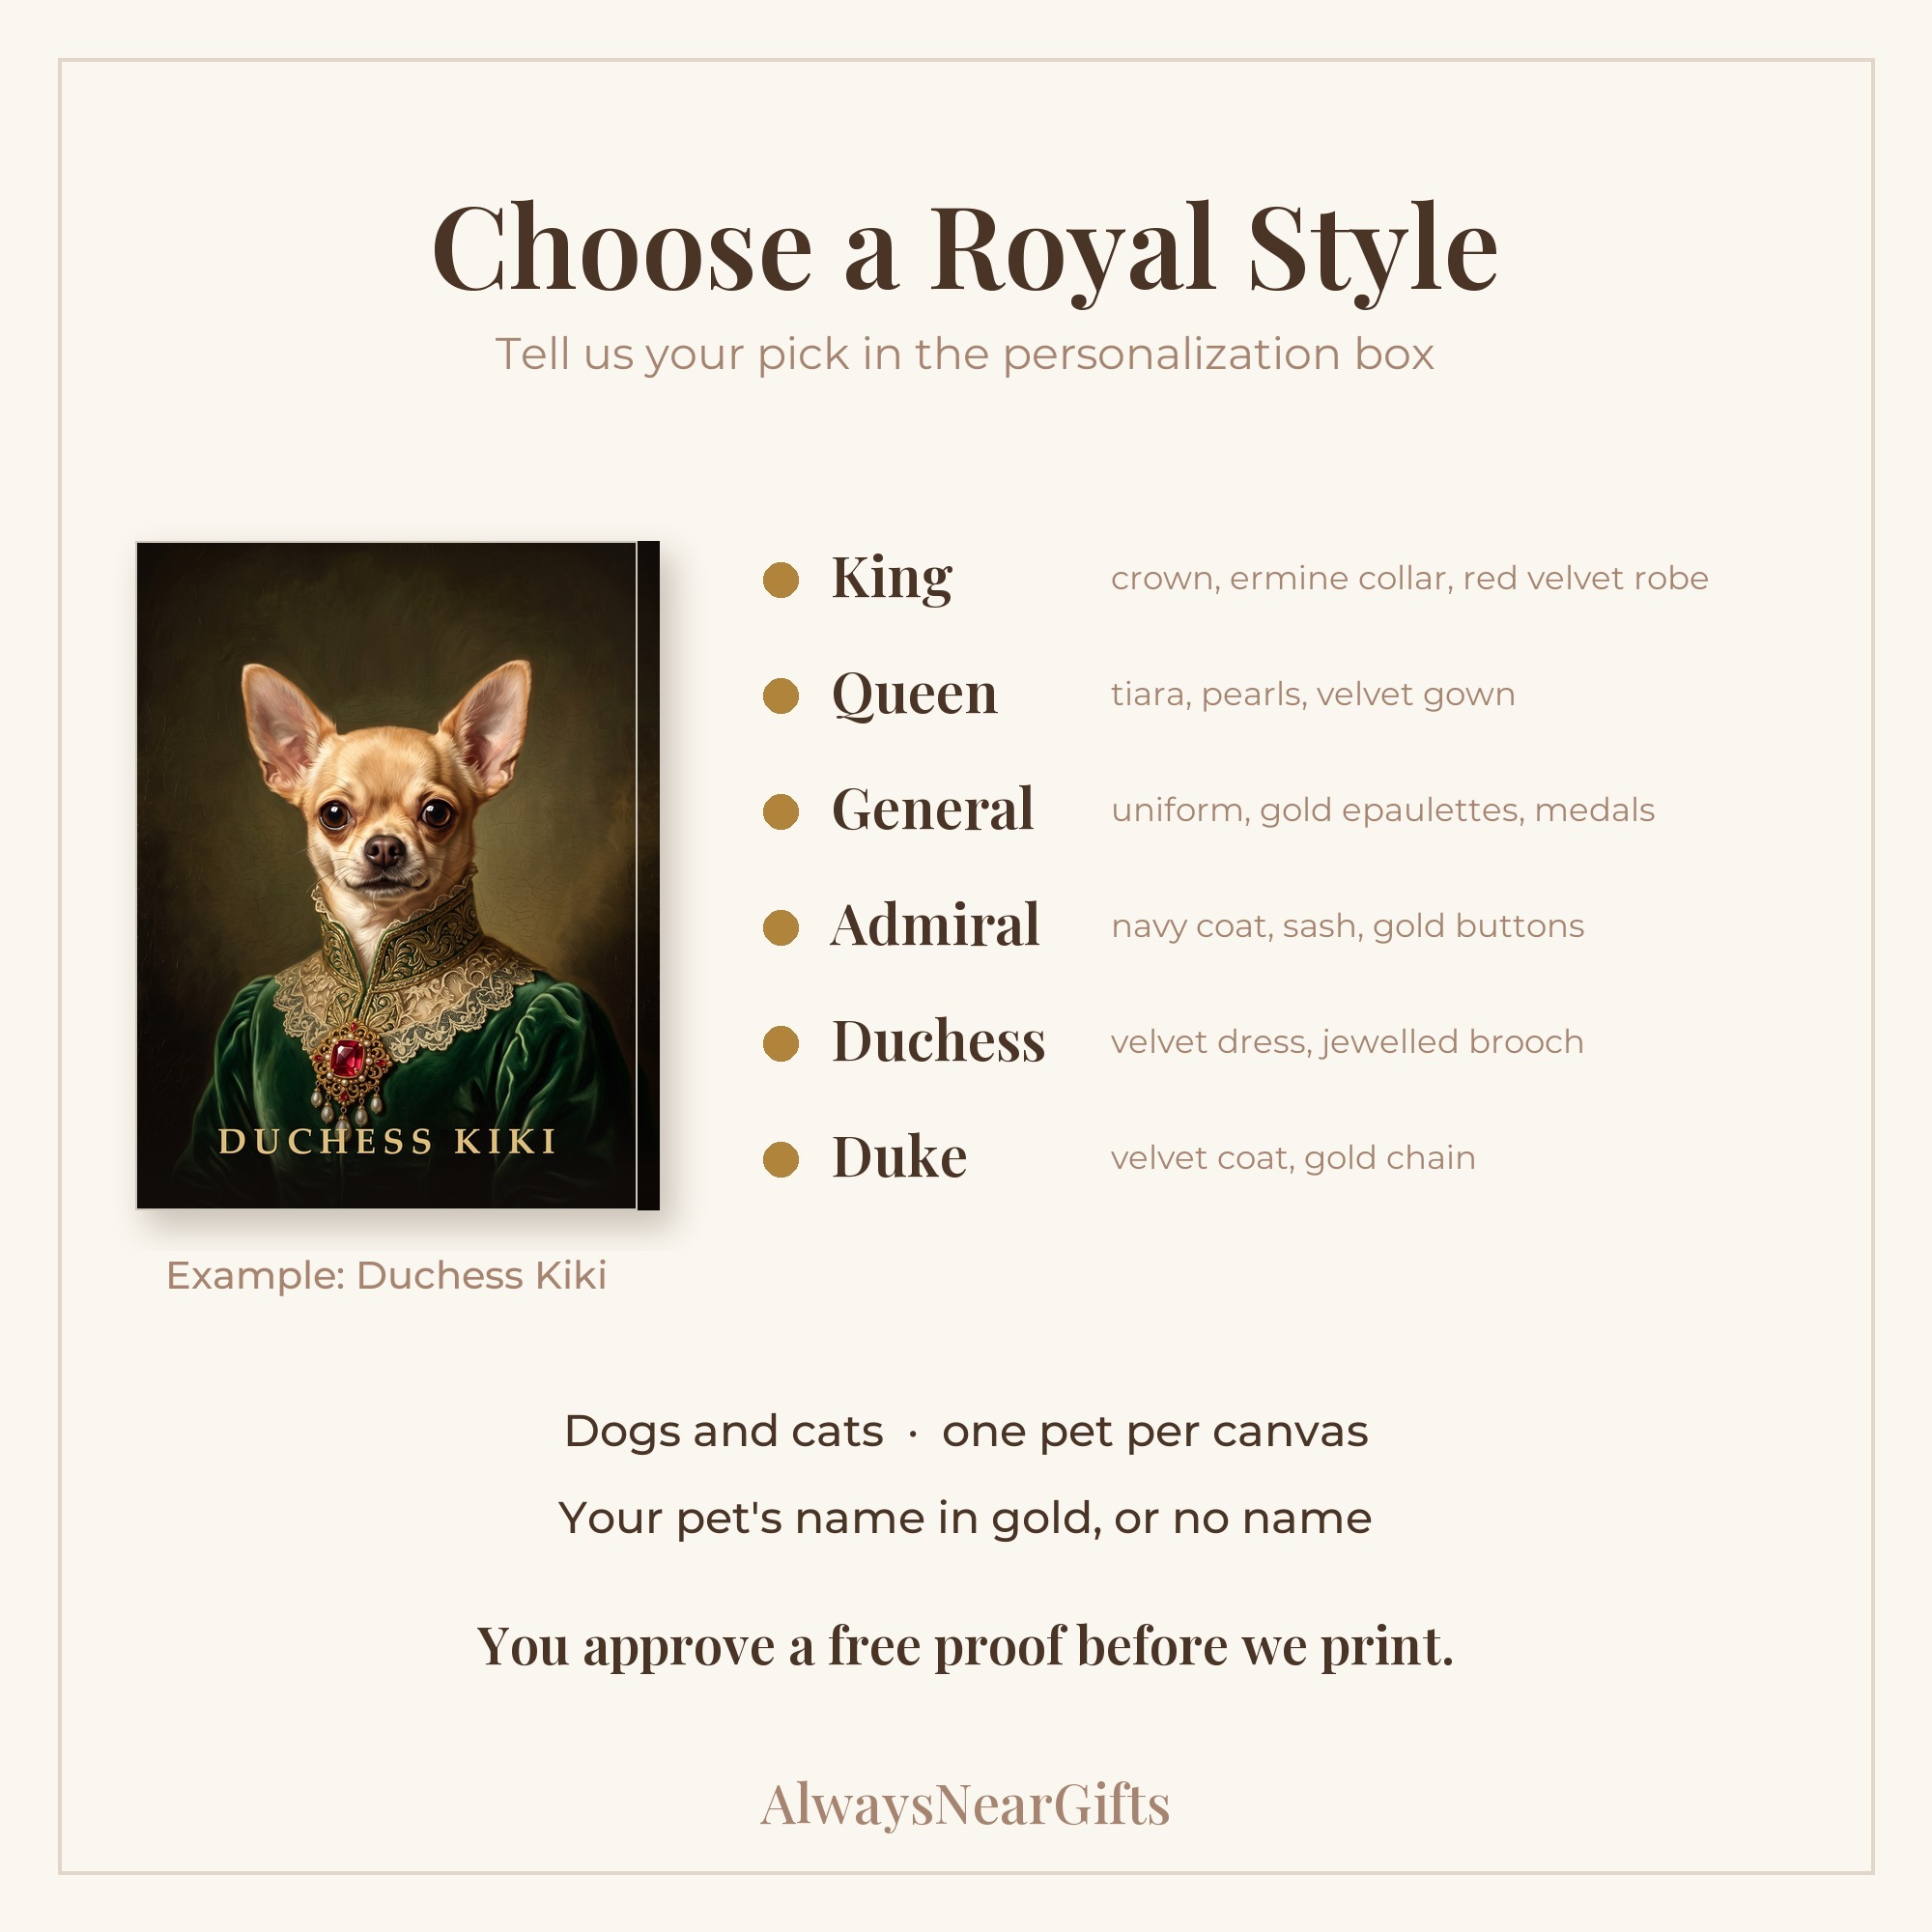 Choose a Royal Style
Tell us your pick in the personalization box
King crown, ermine collar, red velvet robe
Queen tiara, pearls, velvet gown
General uniform, gold epaulettes, medals
Admiral navy coat, sash, gold buttons
Duchess velvet dress, jewelled brooch
Duke velvet coat, gold chain
DUCHESS KIKI
Example: Duchess Kiki
Dogs and cats · one pet per canvas
Your pet's name in gold, or no name
You approve a free proof before we print.
AlwaysNearGifts